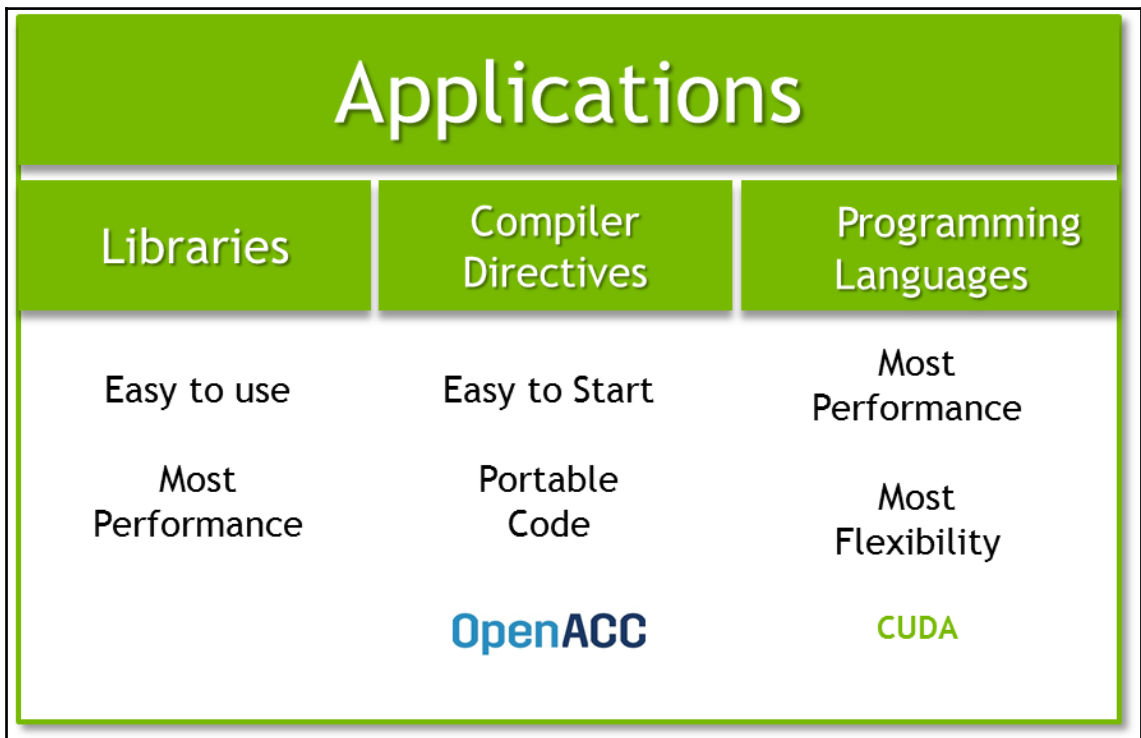 Applications
Libraries
Compiler
Directives
Programming
Languages
Easy to use
Most
Performance
Easy to Start
Portable
Code
OpenACC
Most
Performance
Most
Flexibility
CUDA